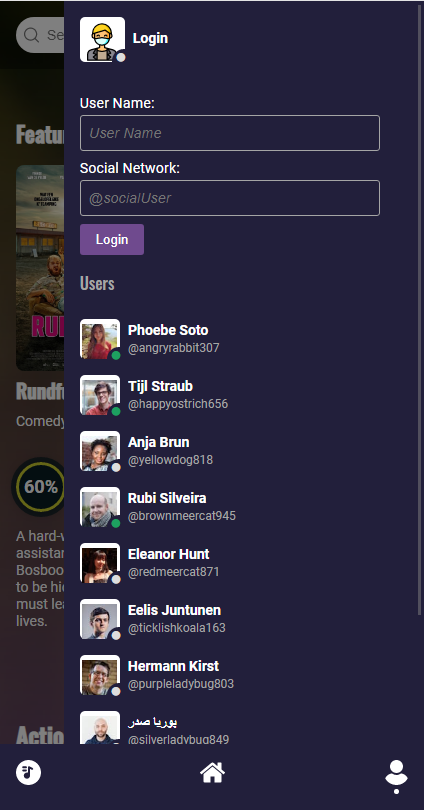 Login
User Name:
User Name
Social Network:
@socialUser
Login
Users
Phoebe Soto
@angryrabbit307
Tijl Straub
@happyostrich656
Anja Brun
@yellowdog818
Rubi Silveira
@brownmeercat945
Eleanor Hunt
@redmeercat871
Eelis Juntunen
@ticklishkoala163
Hermann Kirst
@purpleladybug803
پوریا صدر
@silverladybug849
Se
Featu
RU
Rundf
Comedy
60%
A hard-w
assistan
Bosboo
to be hi
must lea
lives.
Action